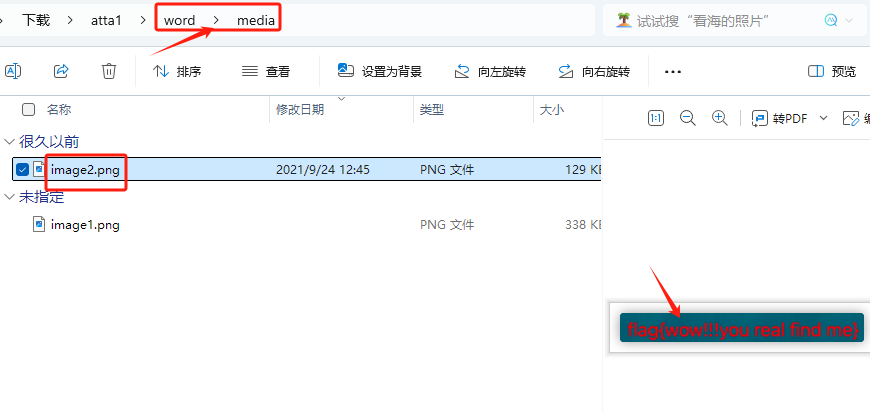 下载 > atta1 > word > media
试试搜“看海的照片”
排序 查看 设置为背景 向左旋转 向右旋转 ... 预览
名称 修改日期 类型 大小
1:1 转PDF
很久以前
image2.png 2021/9/24 12:45 PNG 文件 129 KB
未指定
image1.png PNG 文件 338 KB
flag{wow!!!you real find me}